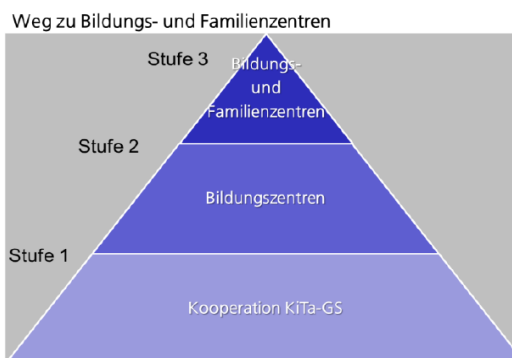 Weg zu Bildungs- und Familienzentren
Stufe 3
Bildungs-
und
Familienzentren
Stufe 2
Bildungszentren
Stufe 1
Kooperation KiTa-GS